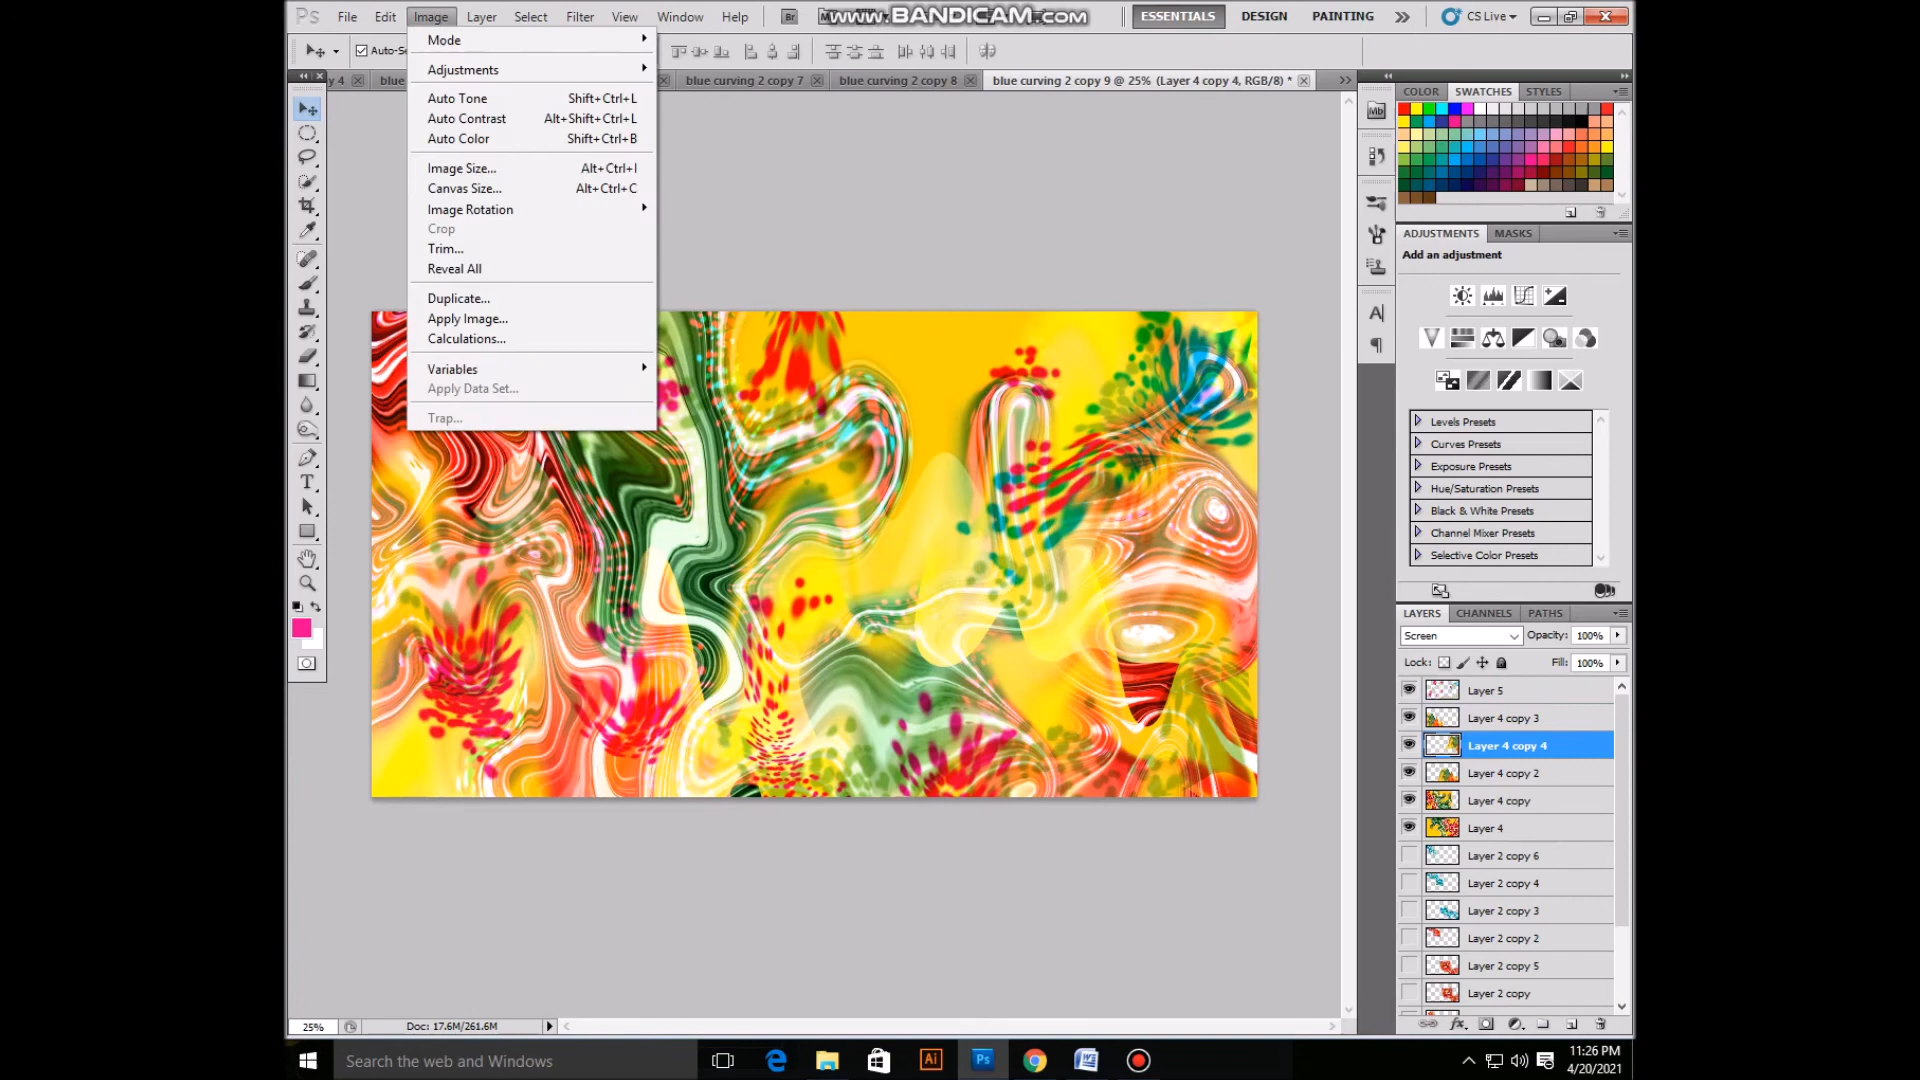 Ps File Edit Image Layer Select Filter View Window Help Br
www.BANDICAM.com
ESSENTIALS DESIGN PAINTING CS Live
Auto-Se
y 4 blue blue curving 2 copy 7 blue curving 2 copy 8 blue curving 2 copy 9 @ 25% (Layer 4 copy 4, RGB/8) *
Mode
Adjustments
Auto Tone Shift+Ctrl+L
Auto Contrast Alt+Shift+Ctrl+L
Auto Color Shift+Ctrl+B
Image Size... Alt+Ctrl+I
Canvas Size... Alt+Ctrl+C
Image Rotation
Crop
Trim...
Reveal All
Duplicate...
Apply Image...
Calculations...
Variables
Apply Data Set...
Trap...
Mb
COLOR SWATCHES STYLES
ADJUSTMENTS MASKS
Add an adjustment
Levels Presets
Curves Presets
Exposure Presets
Hue/Saturation Presets
Black & White Presets
Channel Mixer Presets
Selective Color Presets
LAYERS CHANNELS PATHS
Screen Opacity: 100%
Lock: Fill: 100%
Layer 5
Layer 4 copy 3
Layer 4 copy 4
Layer 4 copy 2
Layer 4 copy
Layer 4
Layer 2 copy 6
Layer 2 copy 4
Layer 2 copy 3
Layer 2 copy 2
Layer 2 copy 5
Layer 2 copy
25% Doc: 17.6M/261.6M
Search the web and Windows
Ai Ps
11:26 PM
4/20/2021